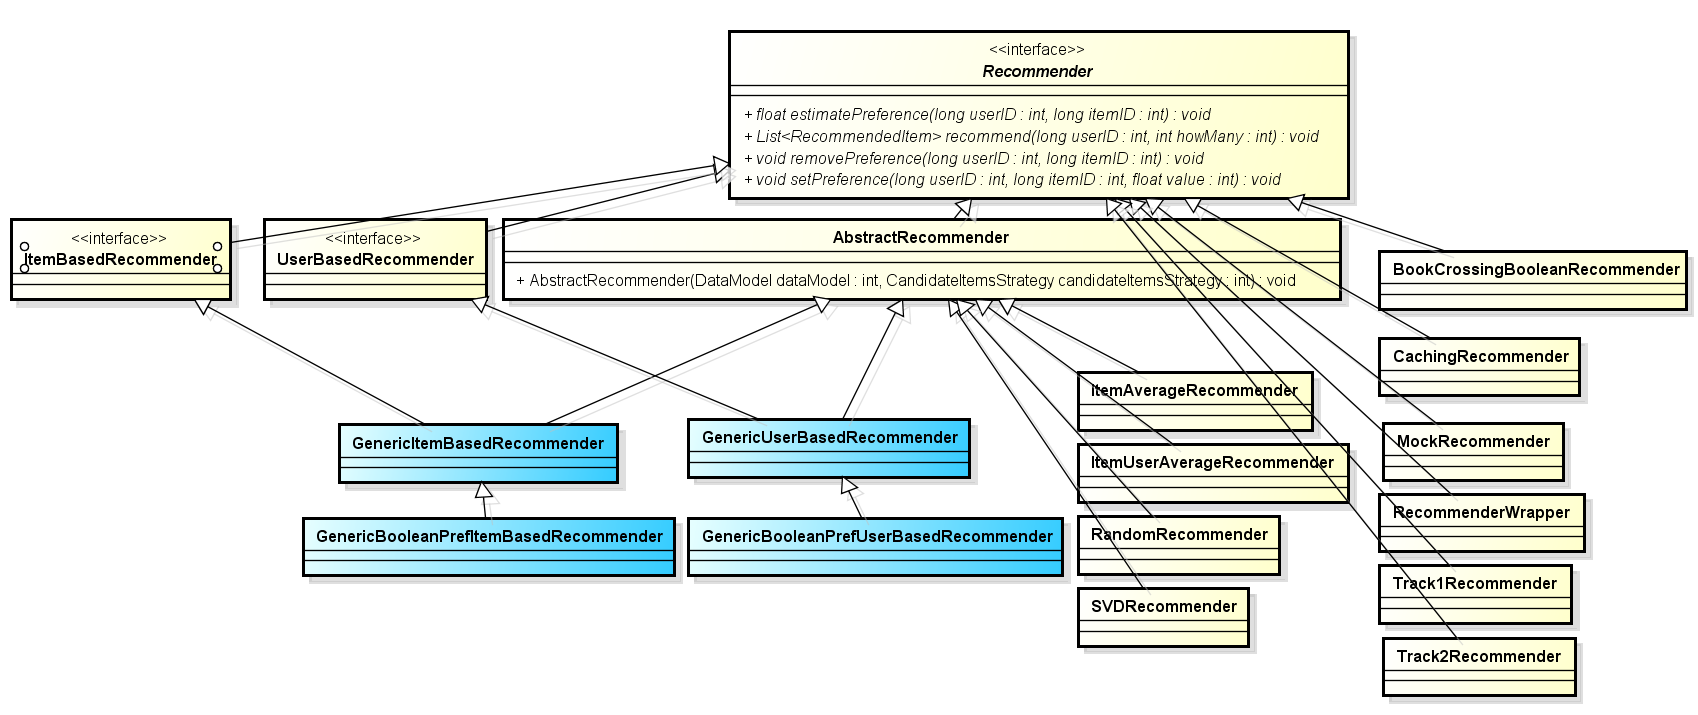 <<interface>>
Recommender
+ float estimatePreference(long userID : int, long itemID : int) : void
+ List<RecommendedItem> recommend(long userID : int, int howMany : int) : void
+ void removePreference(long userID : int, long itemID : int) : void
+ void setPreference(long userID : int, long itemID : int, float value : int) : void
<<interface>>
ItemBasedRecommender
<<interface>>
UserBasedRecommender
AbstractRecommender
+ AbstractRecommender(DataModel dataModel : int, CandidateItemsStrategy candidateItemsStrategy : int) : void
BookCrossingBooleanRecommender
CachingRecommender
ItemAverageRecommender
GenericItemBasedRecommender
GenericUserBasedRecommender
MockRecommender
ItemUserAverageRecommender
RecommenderWrapper
GenericBooleanPrefItemBasedRecommender
GenericBooleanPrefUserBasedRecommender
RandomRecommender
Track1Recommender
SVDRecommender
Track2Recommender